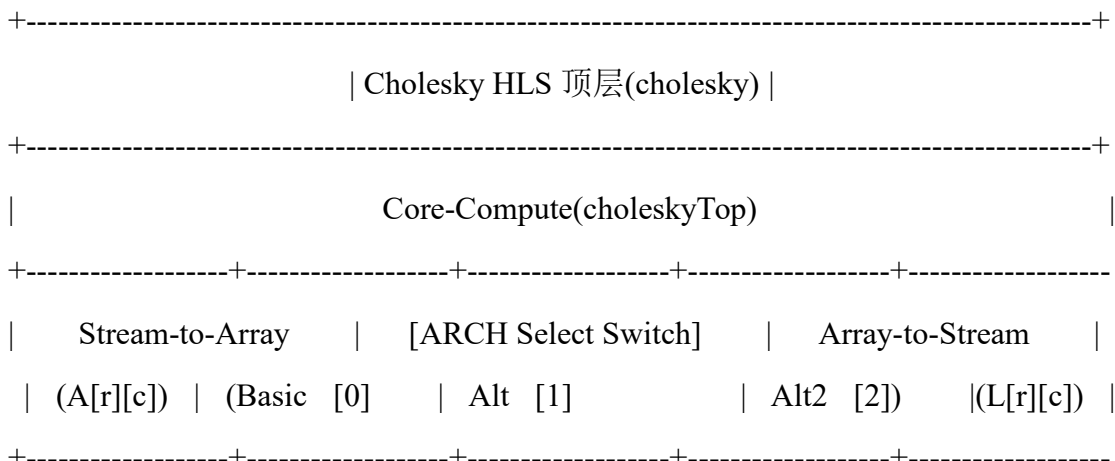 +--------------------------------------------------------------------------------+
| Cholesky HLS 顶层(cholesky) |
+--------------------------------------------------------------------------------+
| Core-Compute(choleskyTop) |
+-------------------+-------------------+-------------------+-------------------+-------------------
| Stream-to-Array | [ARCH Select Switch] | Array-to-Stream |
| (A[r][c]) | (Basic [0] | Alt [1] | Alt2 [2]) |(L[r][c]) |
+-------------------+-------------------+-------------------+-------------------+-------------------